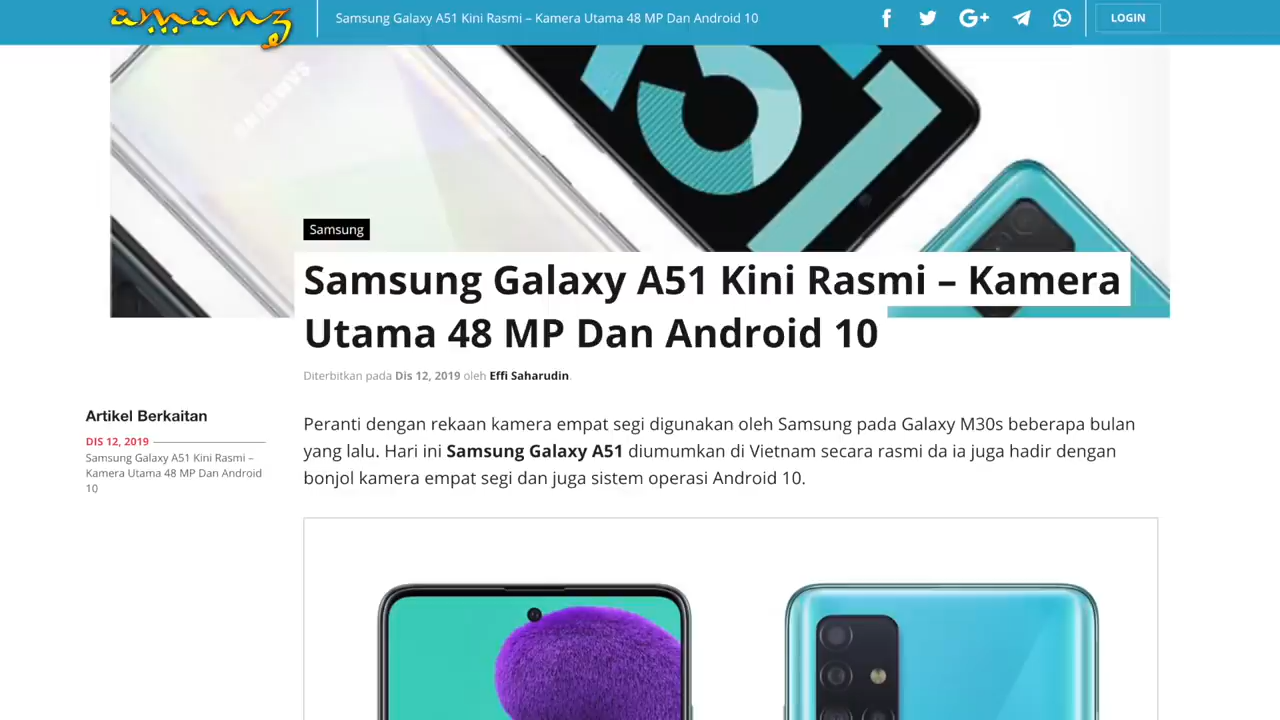 amanz
Samsung Galaxy A51 Kini Rasmi – Kamera Utama 48 MP Dan Android 10
LOGIN
SAMSUNG
A51
Samsung
Samsung Galaxy A51 Kini Rasmi – Kamera
Utama 48 MP Dan Android 10
Diterbitkan pada Dis 12, 2019 oleh Effi Saharudin.
Artikel Berkaitan
DIS 12, 2019
Samsung Galaxy A51 Kini Rasmi –
Kamera Utama 48 MP Dan Android
10
Peranti dengan rekaan kamera empat segi digunakan oleh Samsung pada Galaxy M30s beberapa bulan
yang lalu. Hari ini Samsung Galaxy A51 diumumkan di Vietnam secara rasmi da ia juga hadir dengan
bonjol kamera empat segi dan juga sistem operasi Android 10.